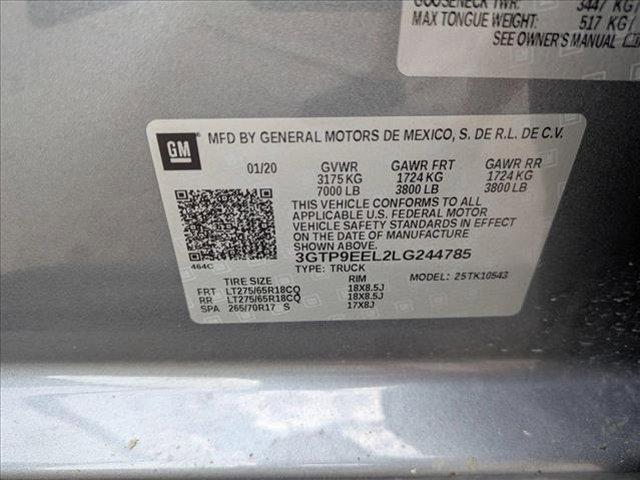 GOOSENECK TWR: 3447 KG
MAX TONGUE WEIGHT: 517 KG/
SEE OWNER'S MANUAL
GM
MFD BY GENERAL MOTORS DE MEXICO, S. DE R.L. DE C.V.
01/20 GVWR GAWR FRT GAWR RR
3175 KG 1724 KG 1724 KG
7000 LB 3800 LB 3800 LB
THIS VEHICLE CONFORMS TO ALL
APPLICABLE U.S. FEDERAL MOTOR
VEHICLE SAFETY STANDARDS IN EFFECT
ON THE DATE OF MANUFACTURE
SHOWN ABOVE.
3GTP9EEL2LG244785
464C
TYPE: TRUCK MODEL: 25TK10543
TIRE SIZE RIM
FRT LT275/65R18CQ 18X8.5J
RR LT275/65R18CQ 18X8.5J
SPA 265/70R17 S 17X8J